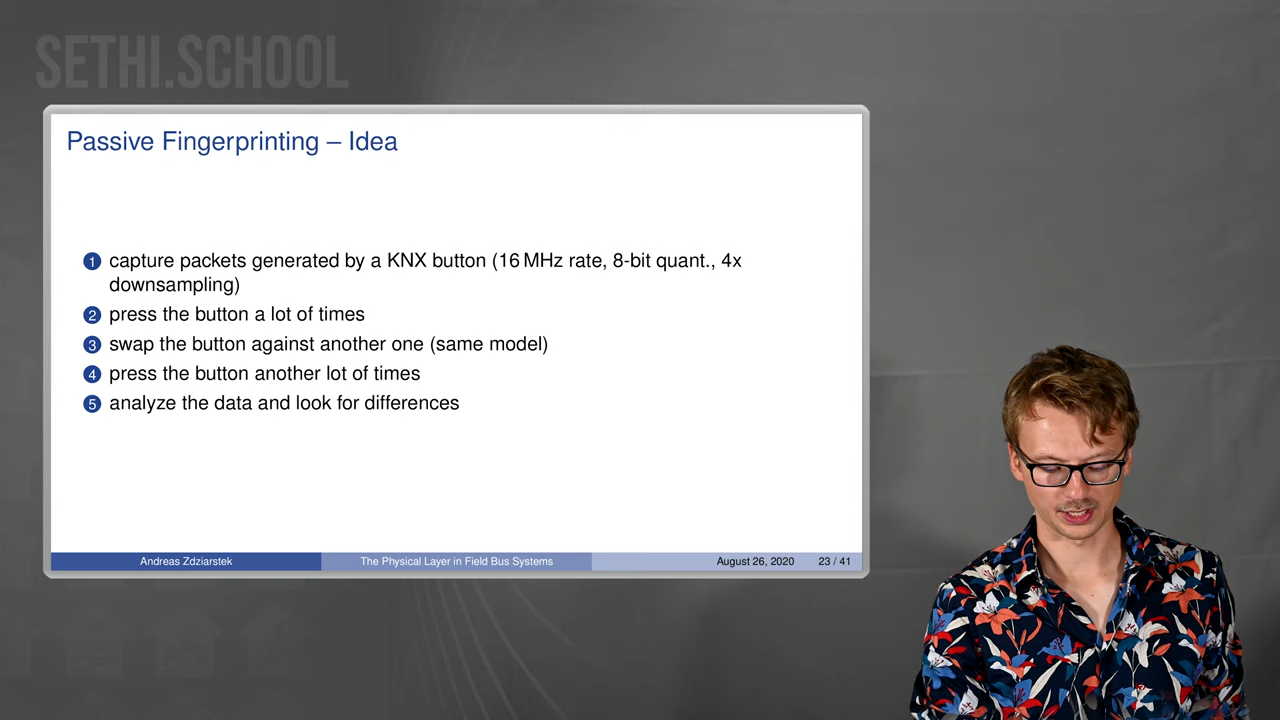 SETHI.SCHOOL
Passive Fingerprinting – Idea
1 capture packets generated by a KNX button (16 MHz rate, 8-bit quant., 4x
downsampling)
2 press the button a lot of times
3 swap the button against another one (same model)
4 press the button another lot of times
5 analyze the data and look for differences
Andreas Zdziarstek The Physical Layer in Field Bus Systems August 26, 2020 23 / 41